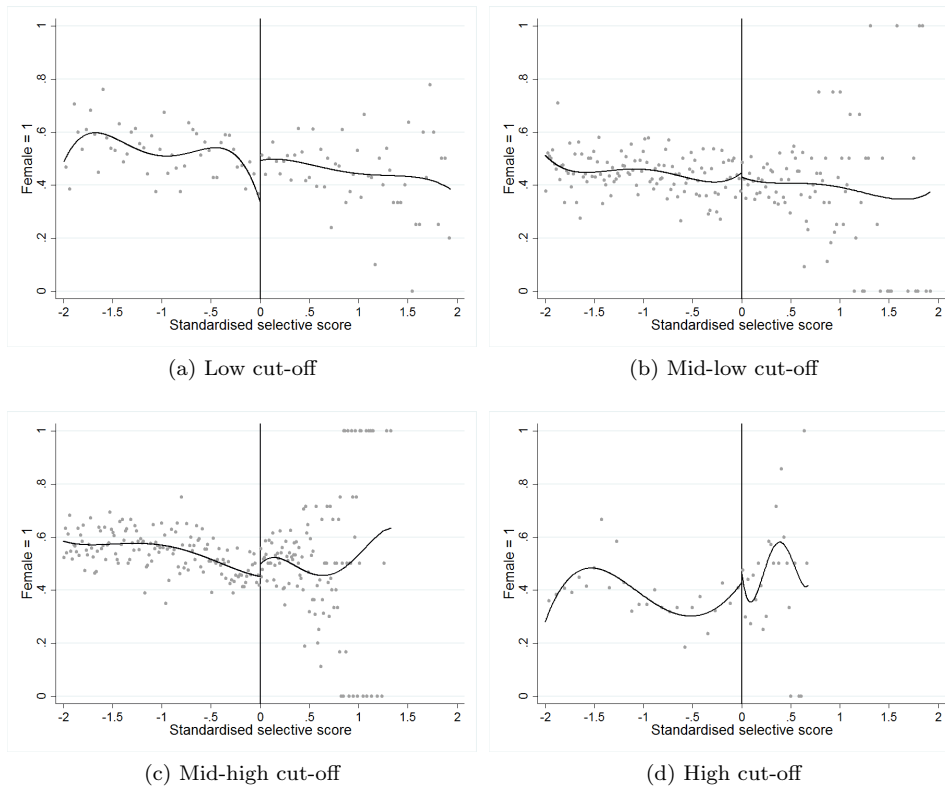 Female = 1
0 .2 .4 .6 .8 1
-2 -1.5 -1 -.5 0 .5 1 1.5 2
Standardised selective score
(a) Low cut-off
Female = 1
0 .2 .4 .6 .8 1
-2 -1.5 -1 -.5 0 .5 1 1.5 2
Standardised selective score
(b) Mid-low cut-off
Female = 1
0 .2 .4 .6 .8 1
-2 -1.5 -1 -.5 0 .5 1 1.5 2
Standardised selective score
(c) Mid-high cut-off
Female = 1
0 .2 .4 .6 .8 1
-2 -1.5 -1 -.5 0 .5 1 1.5 2
Standardised selective score
(d) High cut-off